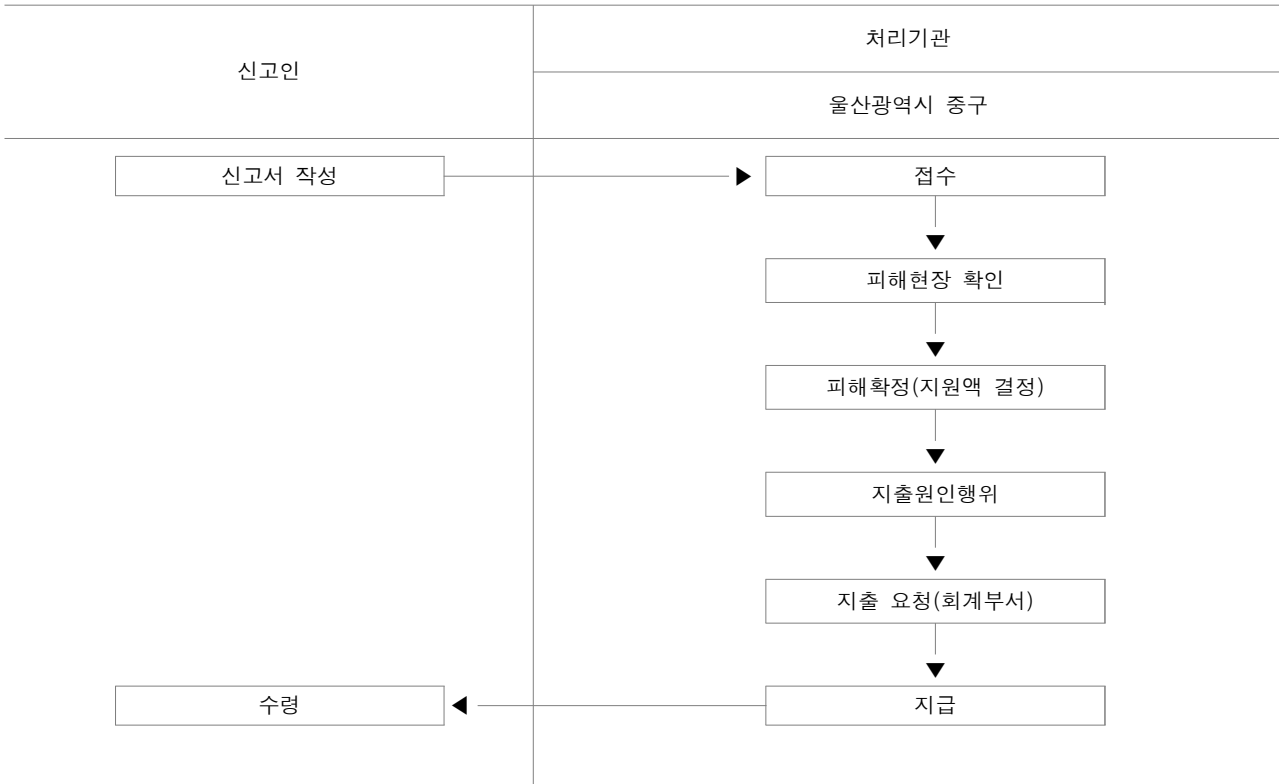 신고인
처리기관
울산광역시 중구
신고서 작성
접수
피해현장 확인
피해확정(지원액 결정)
지출원인행위
지출 요청(회계부서)
수령
지급